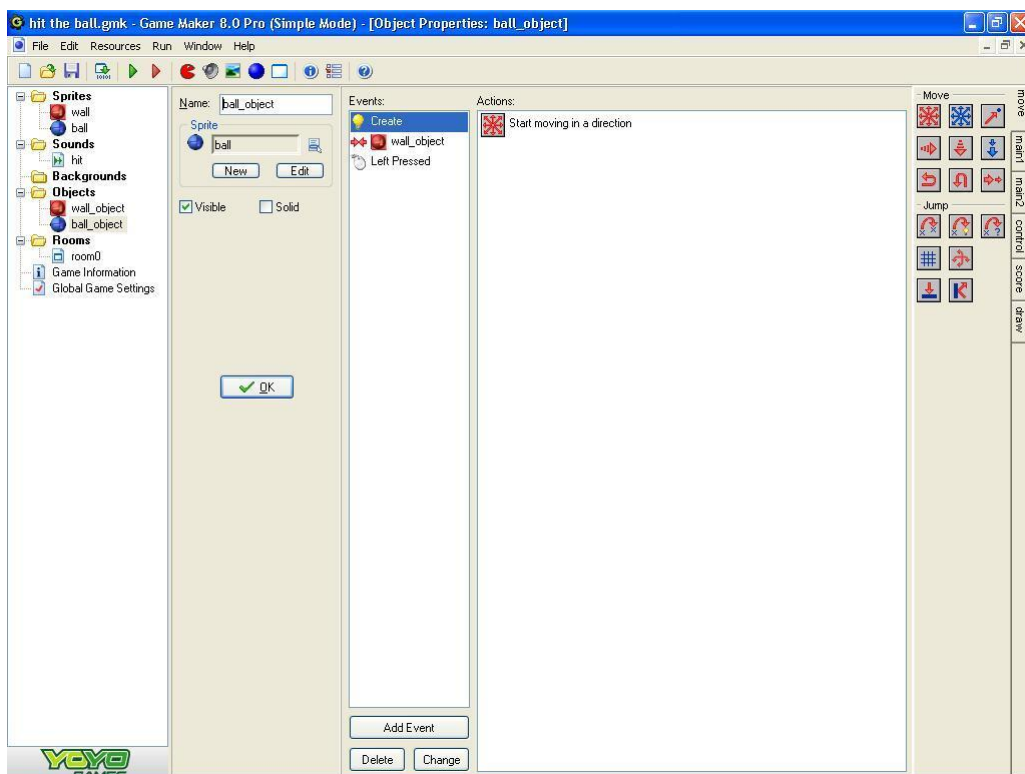 hit the ball.gmk - Game Maker 8.0 Pro (Simple Mode) - [Object Properties: ball_object]
File Edit Resources Run Window Help
Sprites
wall
ball
Sounds
hit
Backgrounds
Objects
wall_object
ball_object
Rooms
room0
Game Information
Global Game Settings
YOYO
GAMES
Name: ball_object
Sprite
ball
New Edit
Visible Solid
OK
Events:
Create
wall_object
Left Pressed
Add Event
Delete Change
Actions:
Start moving in a direction
Move
Jump
move
main1
main2
control
score
draw